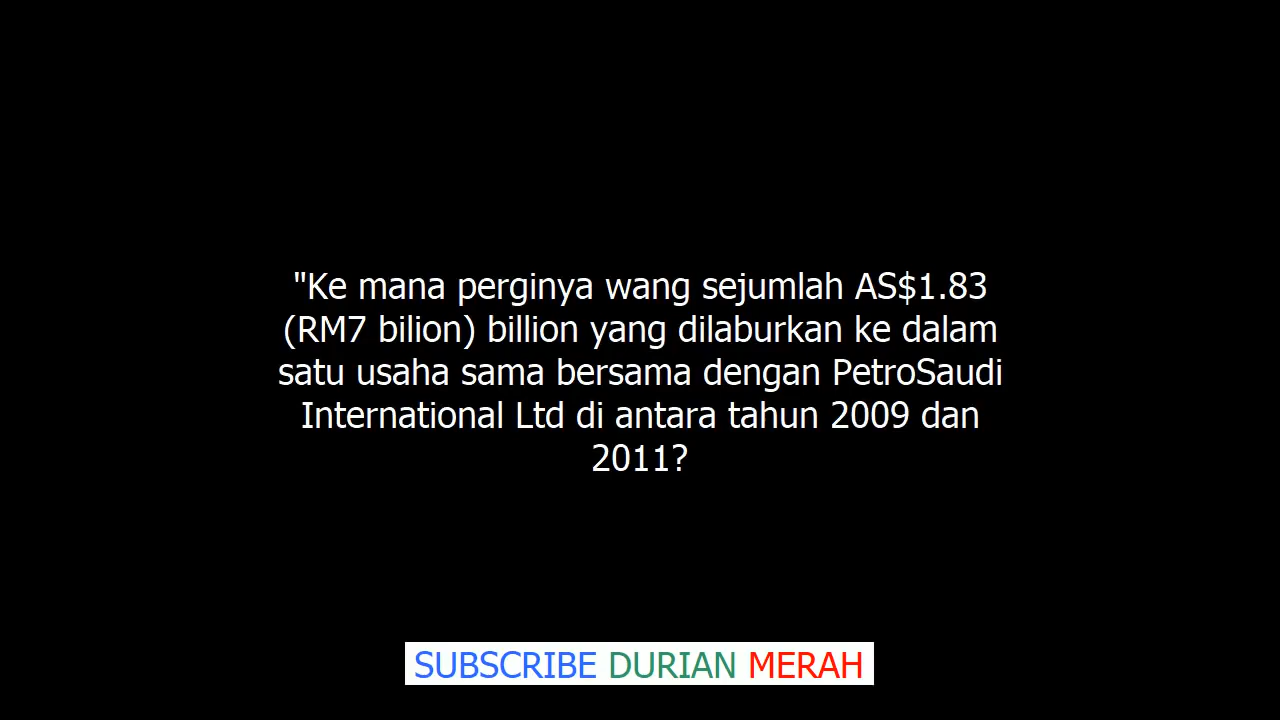 "Ke mana perginya wang sejumlah AS$1.83
(RM7 bilion) billion yang dilaburkan ke dalam
satu usaha sama bersama dengan PetroSaudi
International Ltd di antara tahun 2009 dan
2011?
SUBSCRIBE DURIAN MERAH